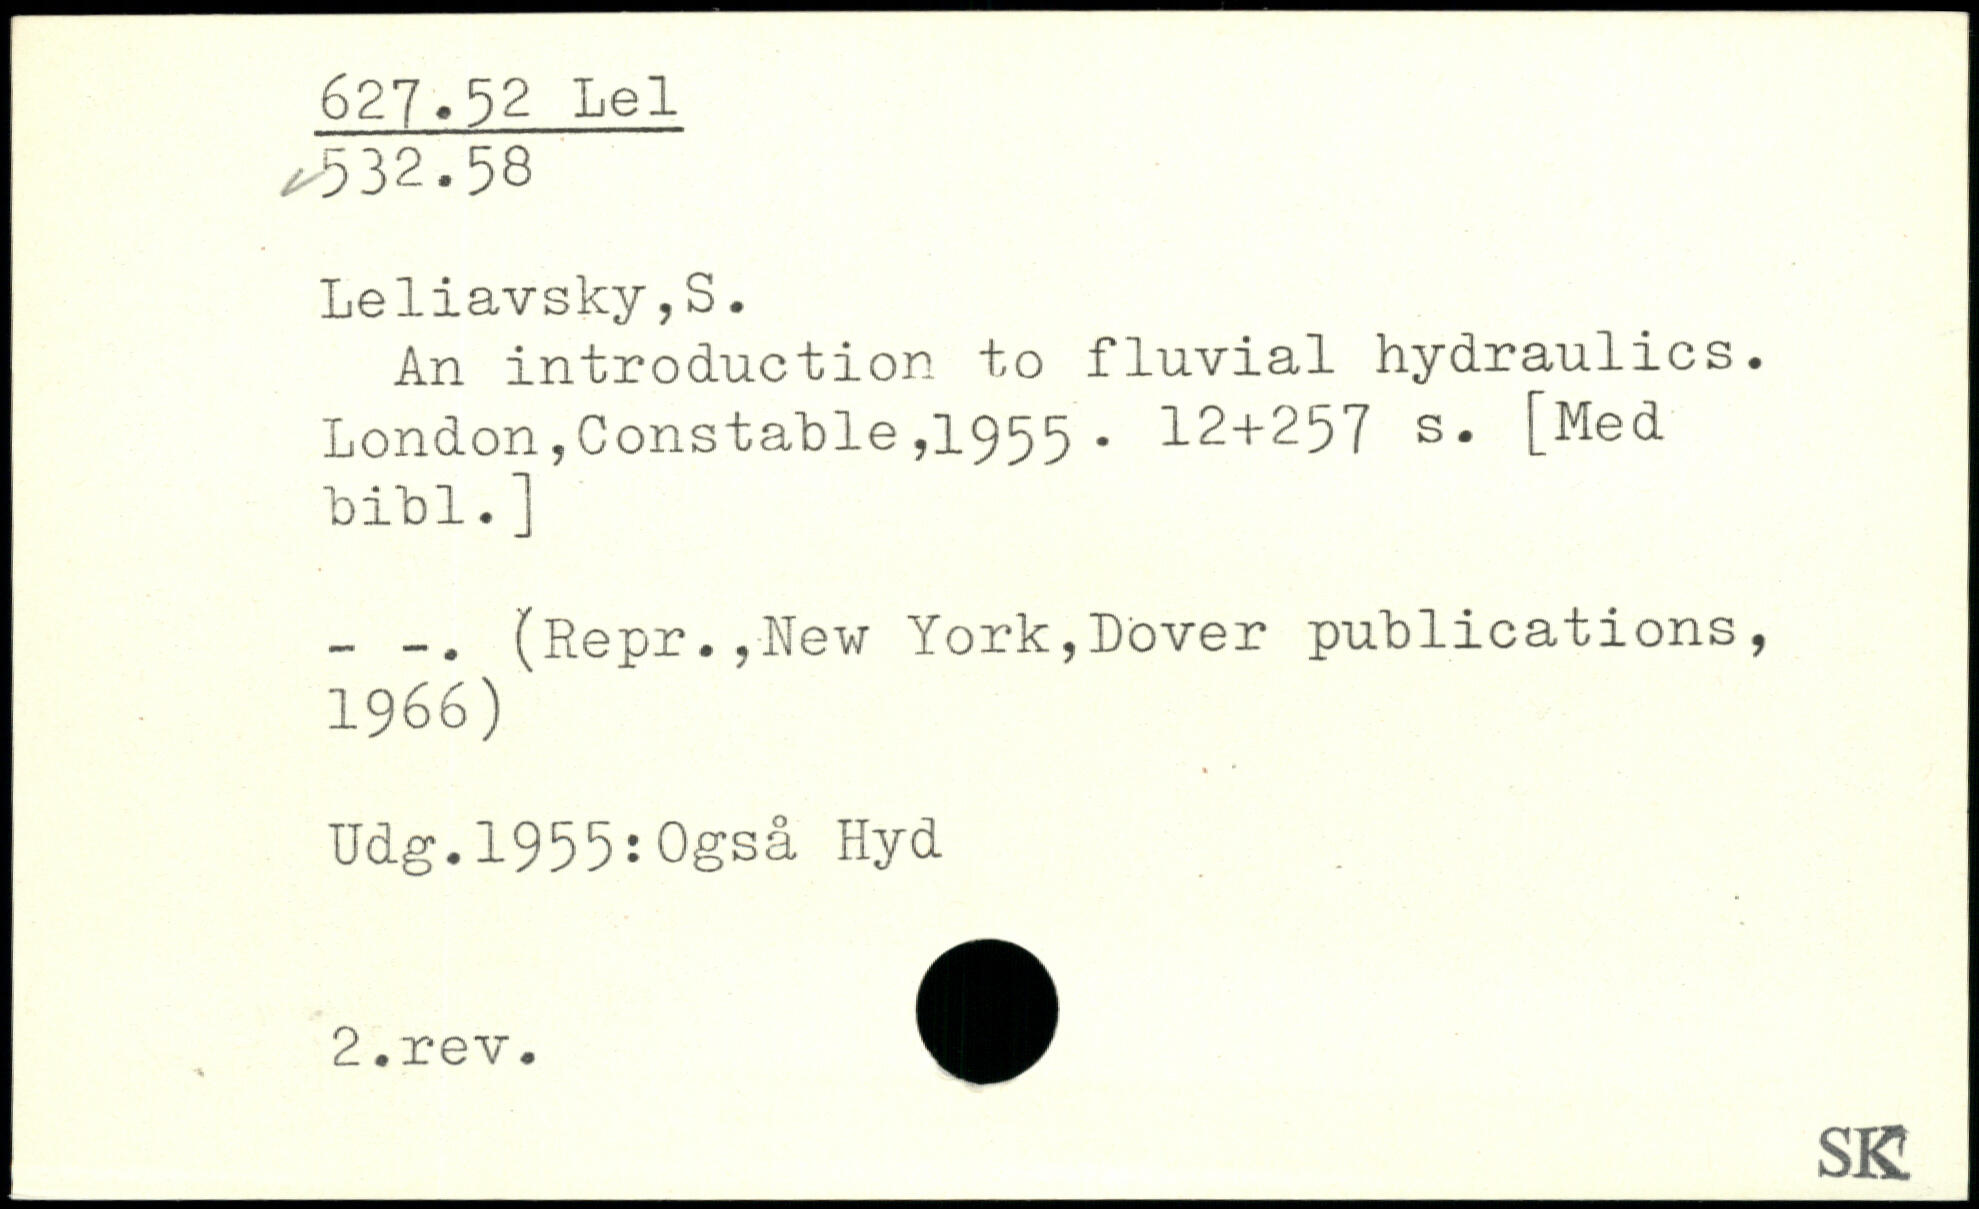 627.52 Lel
532.58
Leliavsky,S.
An introduction to fluvial hydraulics.
London,Constable,1955. 12+257 s. [Med
bibl.]
- -. (Repr.,New York,Dover publications,
1966)
Udg.1955:Også Hyd
2.rev.
SK